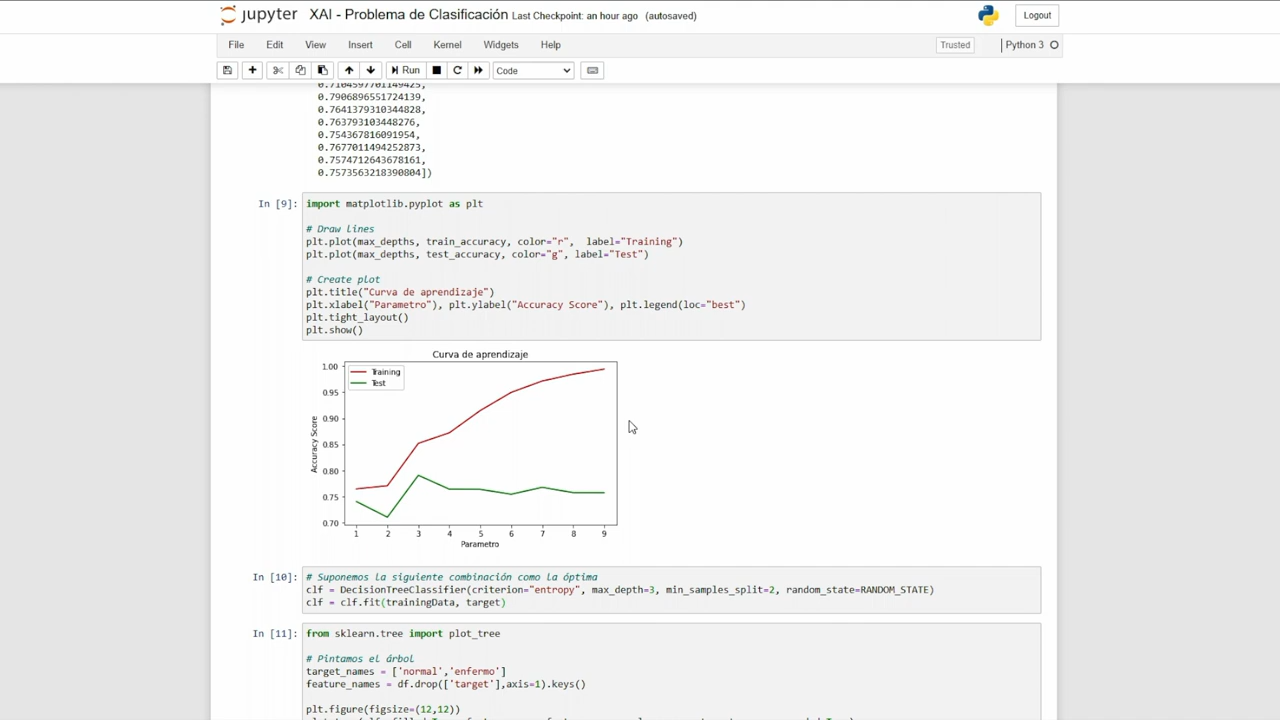 jupyter XAI - Problema de Clasificación Last Checkpoint: an hour ago (autosaved)
Logout
File Edit View Insert Cell Kernel Widgets Help
Trusted Python 3
Run Code
0.7906896551724139,
0.7641379310344828,
0.763793103448276,
0.754367816091954,
0.7677011494252873,
0.7574712643678161,
0.7573563218390804])
In [9]: import matplotlib.pyplot as plt
# Draw lines
plt.plot(max_depths, train_accuracy, color="r",  label="Training")
plt.plot(max_depths, test_accuracy, color="g", label="Test")
# Create plot
plt.title("Curva de aprendizaje")
plt.xlabel("Parametro"), plt.ylabel("Accuracy Score"), plt.legend(loc="best")
plt.tight_layout()
plt.show()
Curva de aprendizaje
Training
Test
1.00
0.95
0.90
0.85
0.80
0.75
0.70
Accuracy Score
1 2 3 4 5 6 7 8 9
Parametro
In [10]: # Suponemos la siguiente combinación como la óptima
clf = DecisionTreeClassifier(criterion="entropy", max_depth=3, min_samples_split=2, random_state=RANDOM_STATE)
clf = clf.fit(trainingData, target)
In [11]: from sklearn.tree import plot_tree
# Pintamos el árbol
target_names = ['normal','enfermo']
feature_names = df.drop(['target'],axis=1).keys()
plt.figure(figsize=(12,12))